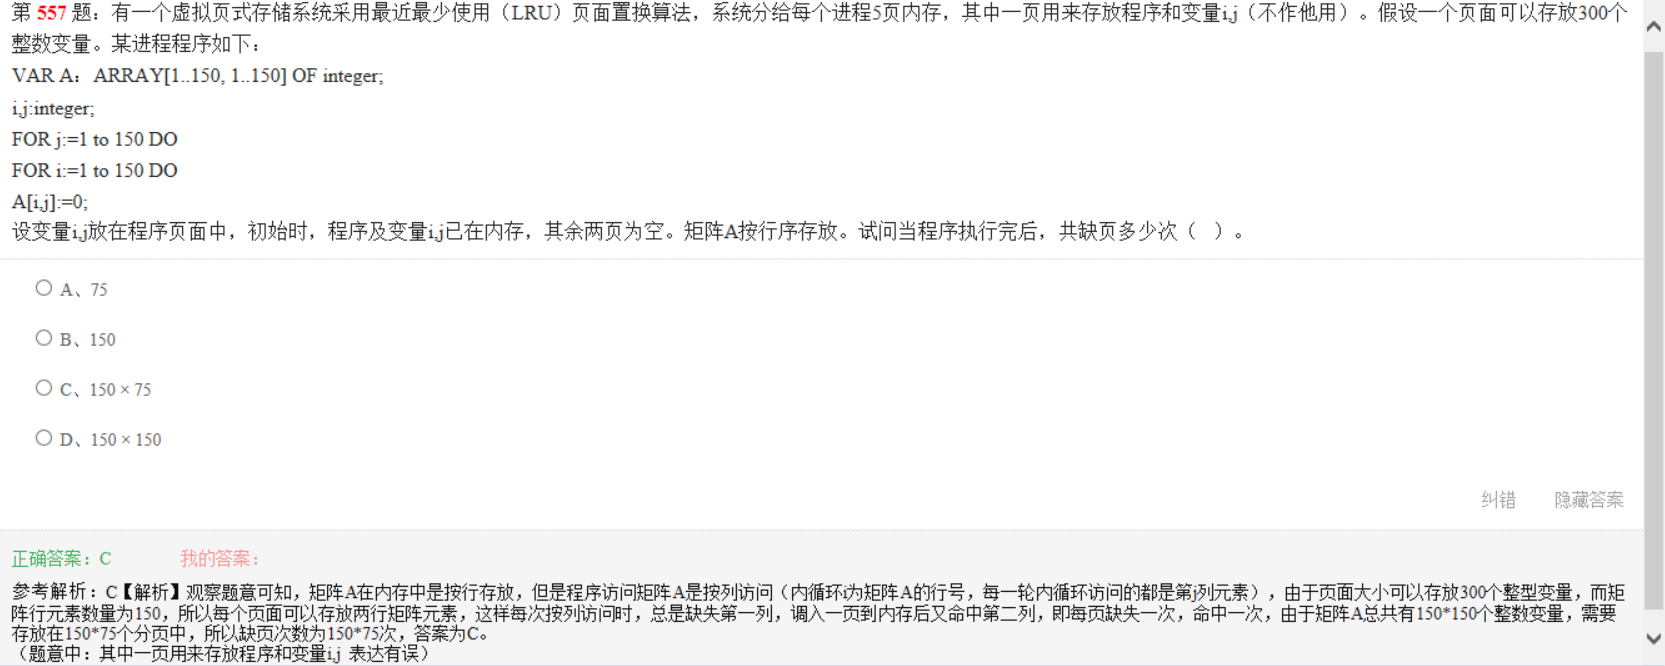 第 557 题：有一个虚拟页式存储系统采用最近最少使用（LRU）页面置换算法，系统分给每个进程5页内存，其中一页用来存放程序和变量i,j（不作他用）。假设一个页面可以存放300个
整数变量。某进程程序如下：
VAR A：ARRAY[1..150, 1..150] OF integer;
i,j:integer;
FOR j:=1 to 150 DO
FOR i:=1 to 150 DO
A[i,j]:=0;
设变量i,j放在程序页面中，初始时，程序及变量i,j已在内存，其余两页为空。矩阵A按行序存放。试问当程序执行完后，共缺页多少次（ ）。
A、75
B、150
C、150 × 75
D、150 × 150
纠错 隐藏答案
正确答案：C 我的答案：
参考解析：C【解析】观察题意可知，矩阵A在内存中是按行存放，但是程序访问矩阵A是按列访问（内循环i为矩阵A的行号，每一轮内循环访问的都是第j列元素），由于页面大小可以存放300个整型变量，而矩
阵行元素数量为150，所以每个页面可以存放两行矩阵元素，这样每次按列访问时，总是缺失第一列，调入一页到内存后又命中第二列，即每页缺失一次，命中一次，由于矩阵A总共有150*150个整数变量，需要
存放在150*75个分页中，所以缺页次数为150*75次，答案为C。
（题意中：其中一页用来存放程序和变量i,j 表达有误）